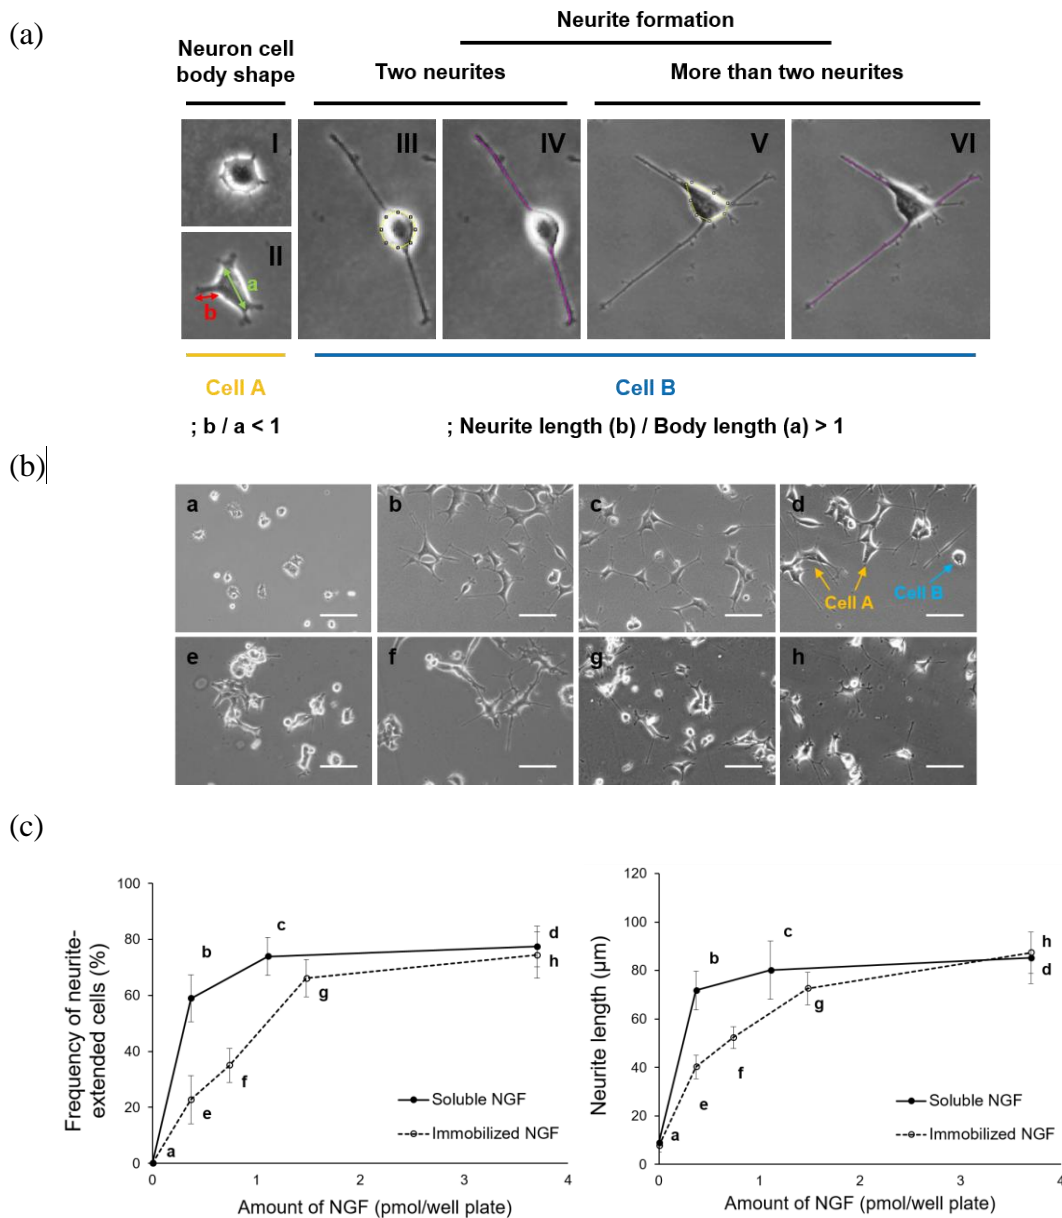 (a)
Neurite formation
Neuron cell
body shape
Two neurites
More than two neurites
I
II
a
b
III
IV
V
VI
Cell A
Cell B
; b / a < 1
; Neurite length (b) / Body length (a) > 1
(b)
a
b
c
d
Cell A
Cell B
e
f
g
h
(c)
Frequency of neurite-
extended cells (%)
100
80
60
40
20
0
a
b
c
d
e
f
g
h
Soluble NGF
Immobilized NGF
0
1
2
3
4
Amount of NGF (pmol/well plate)
Neurite length (µm)
120
100
80
60
40
20
0
a
b
c
d
e
f
g
h
Soluble NGF
Immobilized NGF
0
1
2
3
4
Amount of NGF (pmol/well plate)